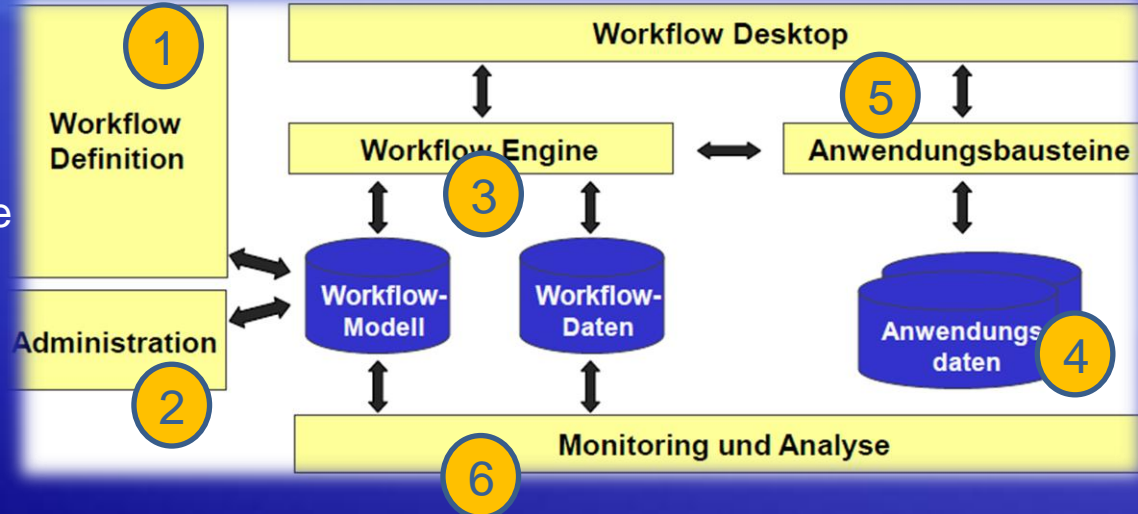 1
Workflow
Definition
e
Administration
2
Workflow Desktop
5
Workflow Engine
Anwendungsbausteine
3
Workflow-
Modell
Workflow-
Daten
Anwendungs
daten
4
Monitoring und Analyse
6